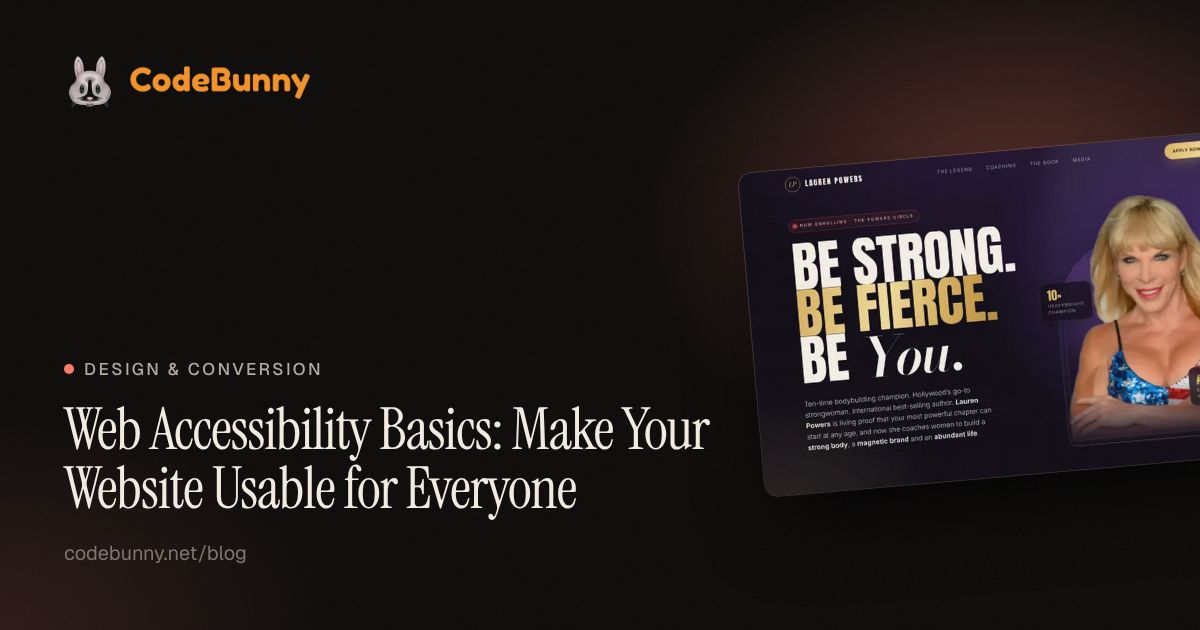 CodeBunny
DESIGN & CONVERSION
Web Accessibility Basics: Make Your
Website Usable for Everyone
codebunny.net/blog
LP LAUREN POWERS
THE LEGEND COACHING THE BOOK MEDIA
APPLY NOW
NOW ENROLLING · THE POWERS CIRCLE
BE STRONG.
BE FIERCE.
BE You.
10×
HEAVYWEIGHT
CHAMPION
Ten-time bodybuilding champion. Hollywood's go-to
strongwoman. International best-selling author. Lauren
Powers is living proof that your most powerful chapter can
start at any age, and now she coaches women to build a
strong body, a magnetic brand and an abundant life.